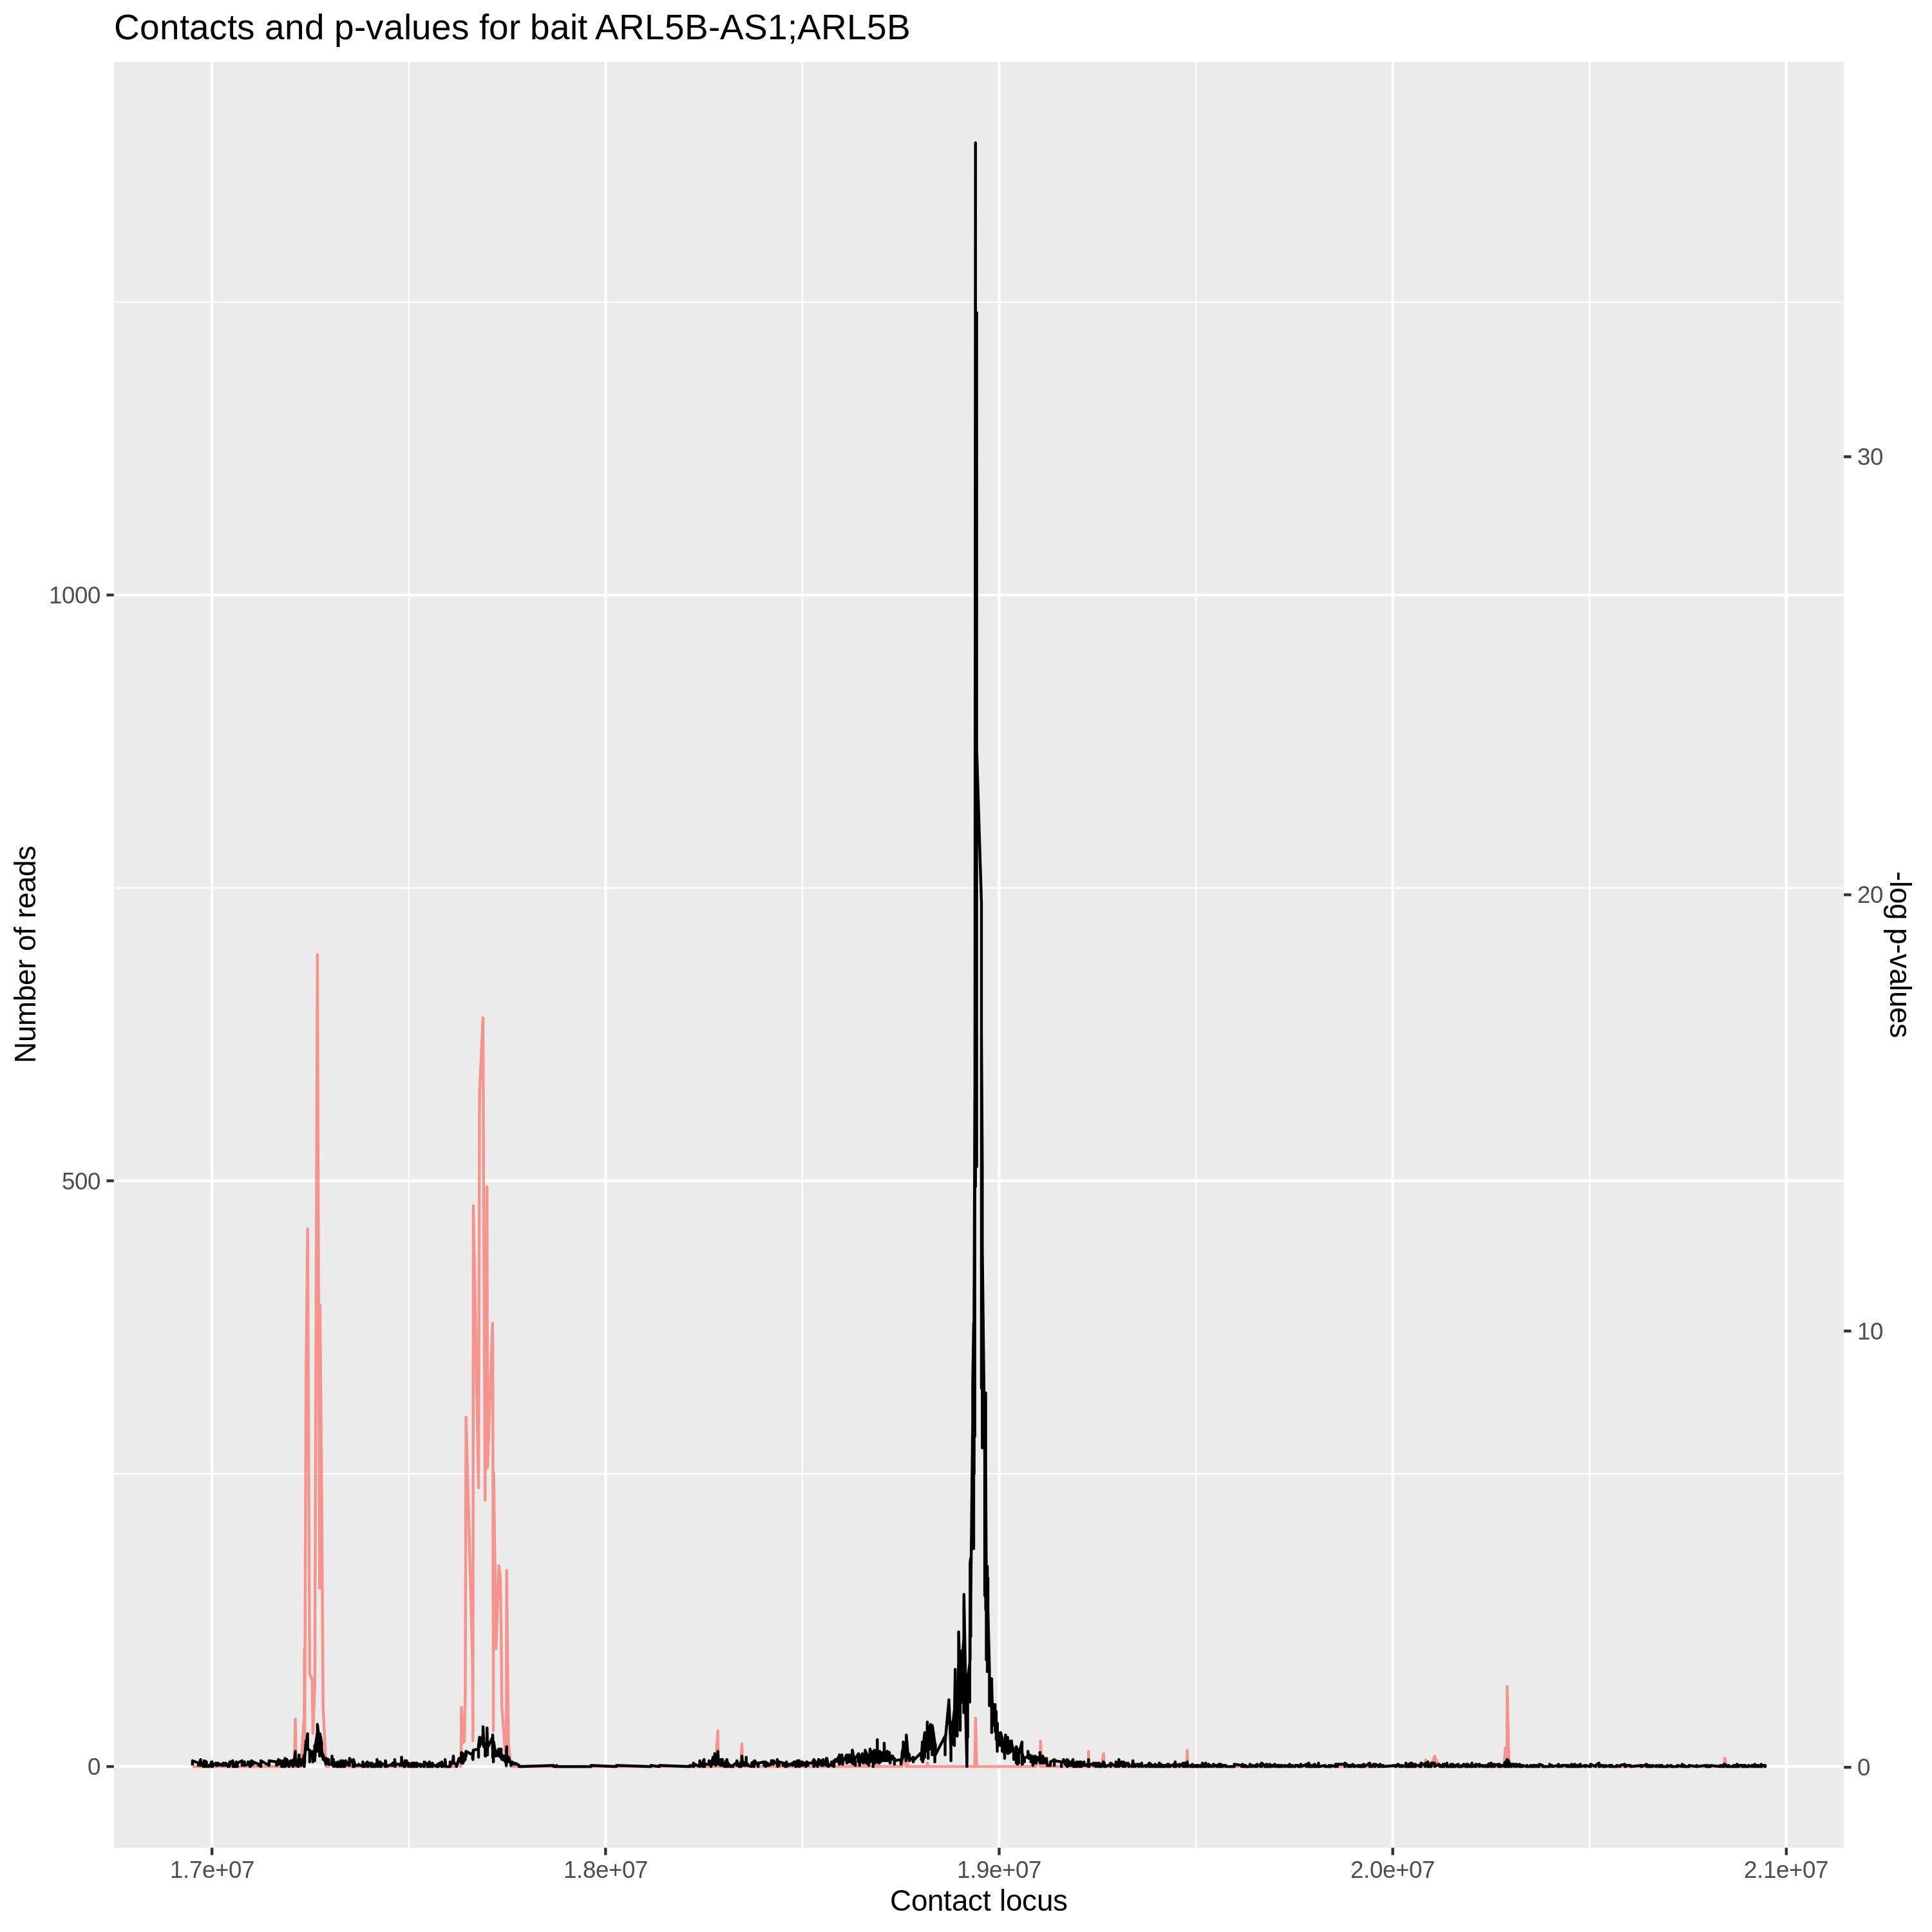 Contacts and p-values for bait ARL5B-AS1;ARL5B
Number of reads
1000
500
0
30
20
10
0
-log p-values
1.7e+07
1.8e+07
1.9e+07
2.0e+07
2.1e+07
Contact locus